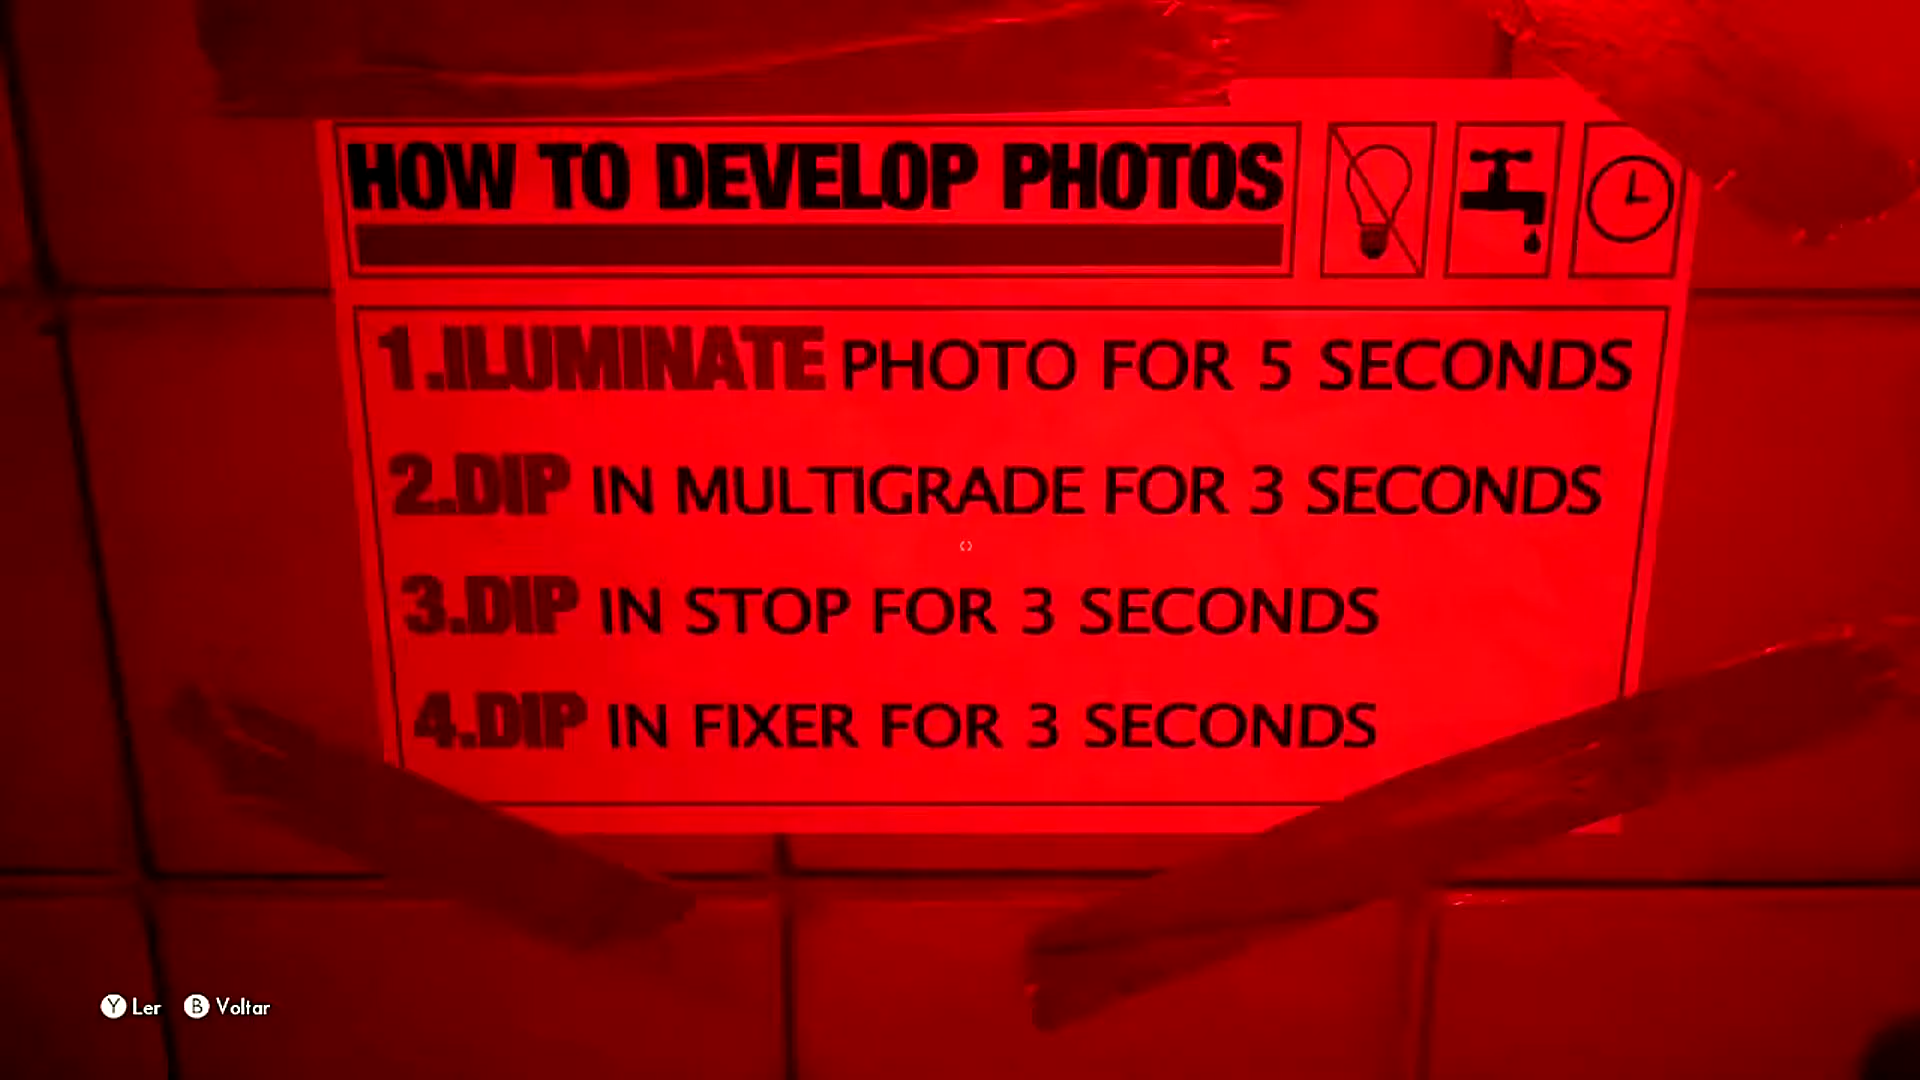 HOW TO DEVELOP PHOTOS
1.ILUMINATE PHOTO FOR 5 SECONDS
2.DIP IN MULTIGRADE FOR 3 SECONDS
3.DIP IN STOP FOR 3 SECONDS
4.DIP IN FIXER FOR 3 SECONDS
Y Ler B Voltar